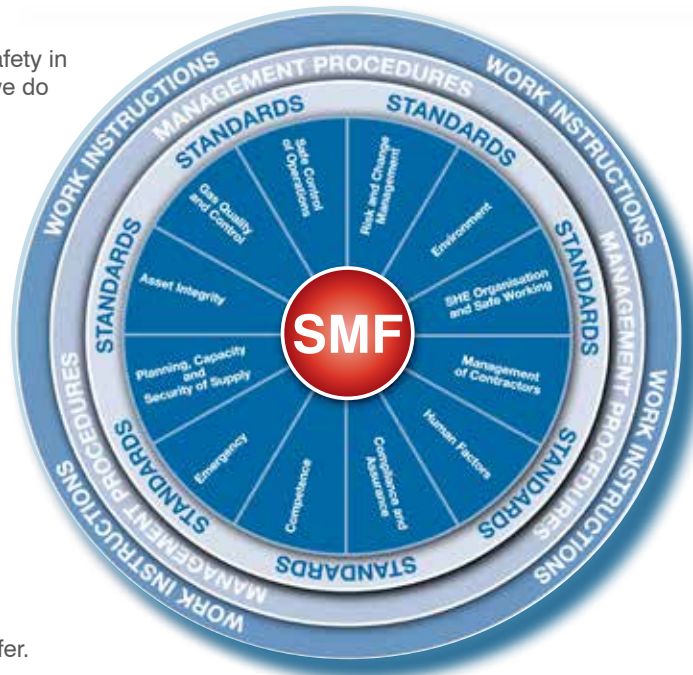 afety in
ve do
WORK INSTRUCTIONS
WORK INSTRUCTIONS
WORK INSTRUCTIONS
WORK INSTRUCTIONS
MANAGEMENT PROCEDURES
MANAGEMENT PROCEDURES
MANAGEMENT PROCEDURES
STANDARDS
STANDARDS
STANDARDS
STANDARDS
STANDARDS
STANDARDS
STANDARDS
Risk and Change
Management
Environment
SHE Organisation
and Safe Working
Management
of Contractors
Human Factors
Compliance and
Assurance
Competence
Emergency
Planning, Capacity
and
Security of Supply
Asset Integrity
Gas Quality
and Control
Safe Control
of Operations
SMF
fer.